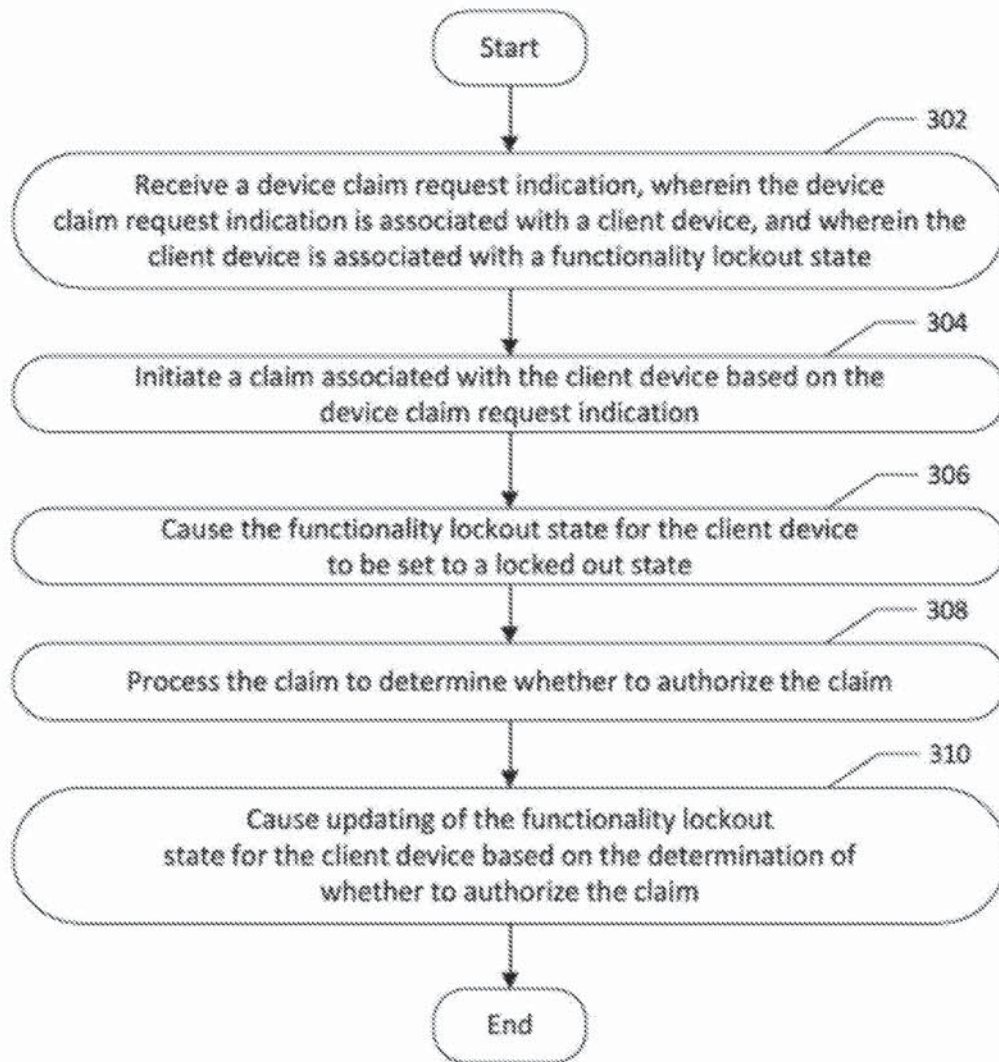 Start
302
Receive a device claim request indication, wherein the device
claim request indication is associated with a client device, and wherein the
client device is associated with a functionality lockout state
304
Initiate a claim associated with the client device based on the
device claim request indication
306
Cause the functionality lockout state for the client device
to be set to a locked out state
308
Process the claim to determine whether to authorize the claim
310
Cause updating of the functionality lockout
state for the client device based on the determination of
whether to authorize the claim
End